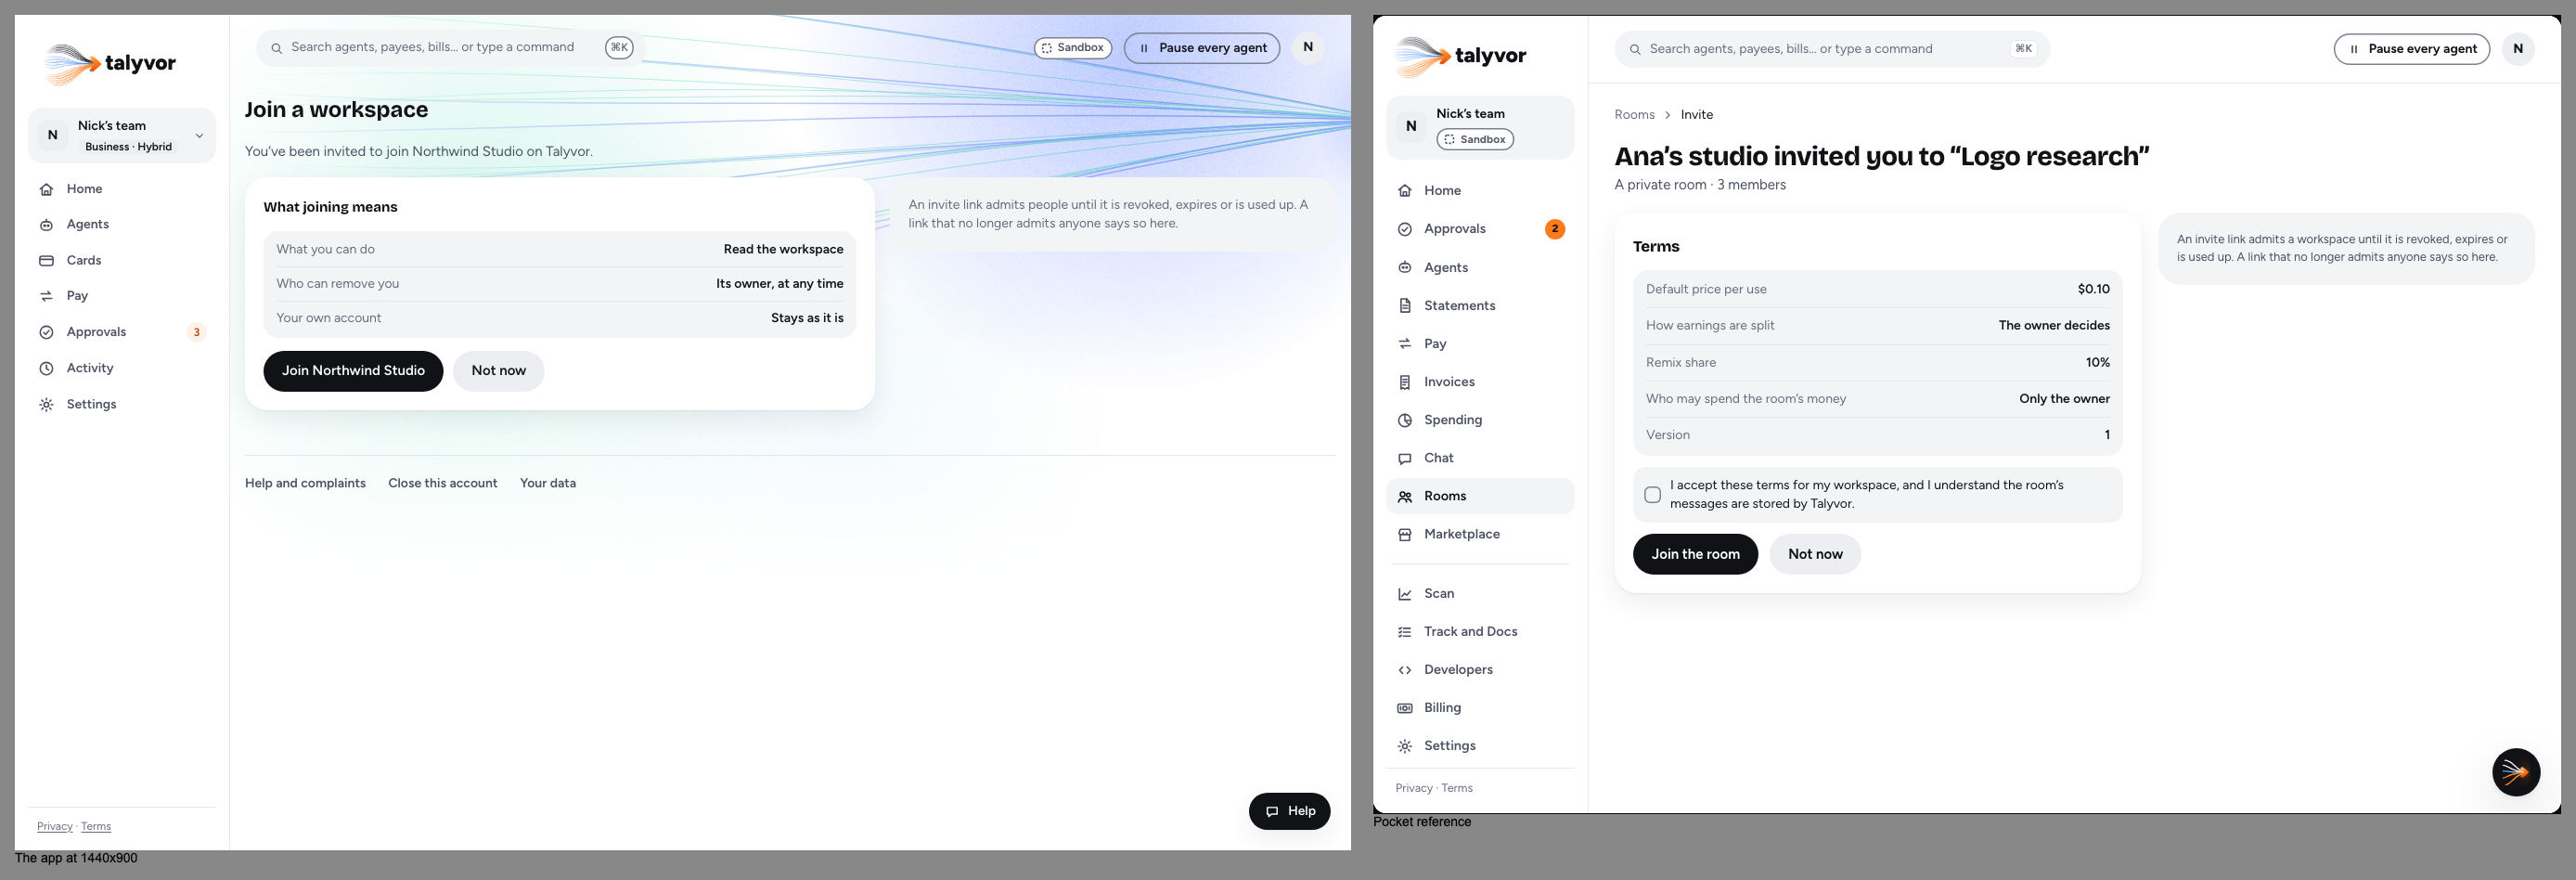 talyvor
Search agents, payees, bills... or type a command
⌘K
Sandbox
Pause every agent
N
N
Nick's team
Business · Hybrid
Home
Agents
Cards
Pay
Approvals
3
Activity
Settings
Privacy · Terms
Join a workspace
You've been invited to join Northwind Studio on Talyvor.
What joining means
What you can do
Read the workspace
Who can remove you
Its owner, at any time
Your own account
Stays as it is
Join Northwind Studio
Not now
An invite link admits people until it is revoked, expires or is used up. A
link that no longer admits anyone says so here.
Help and complaints
Close this account
Your data
Help
The app at 1440x900
talyvor
Search agents, payees, bills... or type a command
⌘K
Pause every agent
N
N
Nick's team
Sandbox
Home
Approvals
2
Agents
Statements
Pay
Invoices
Spending
Chat
Rooms
Marketplace
Scan
Track and Docs
Developers
Billing
Settings
Privacy · Terms
Rooms > Invite
Ana's studio invited you to “Logo research”
A private room · 3 members
Terms
Default price per use
$0.10
How earnings are split
The owner decides
Remix share
10%
Who may spend the room's money
Only the owner
Version
1
I accept these terms for my workspace, and I understand the room's
messages are stored by Talyvor.
Join the room
Not now
An invite link admits a workspace until it is revoked, expires or
is used up. A link that no longer admits anyone says so here.
Pocket reference